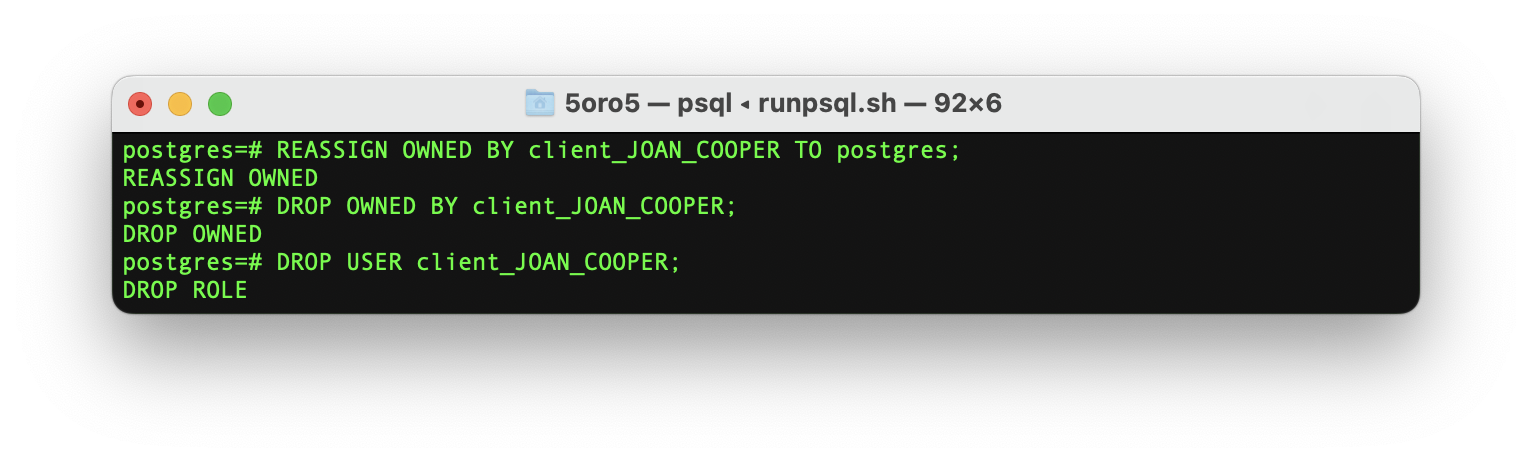 5oro5 — psql ◂ runpsql.sh — 92×6
postgres=# REASSIGN OWNED BY client_JOAN_COOPER TO postgres;
REASSIGN OWNED
postgres=# DROP OWNED BY client_JOAN_COOPER;
DROP OWNED
postgres=# DROP USER client_JOAN_COOPER;
DROP ROLE